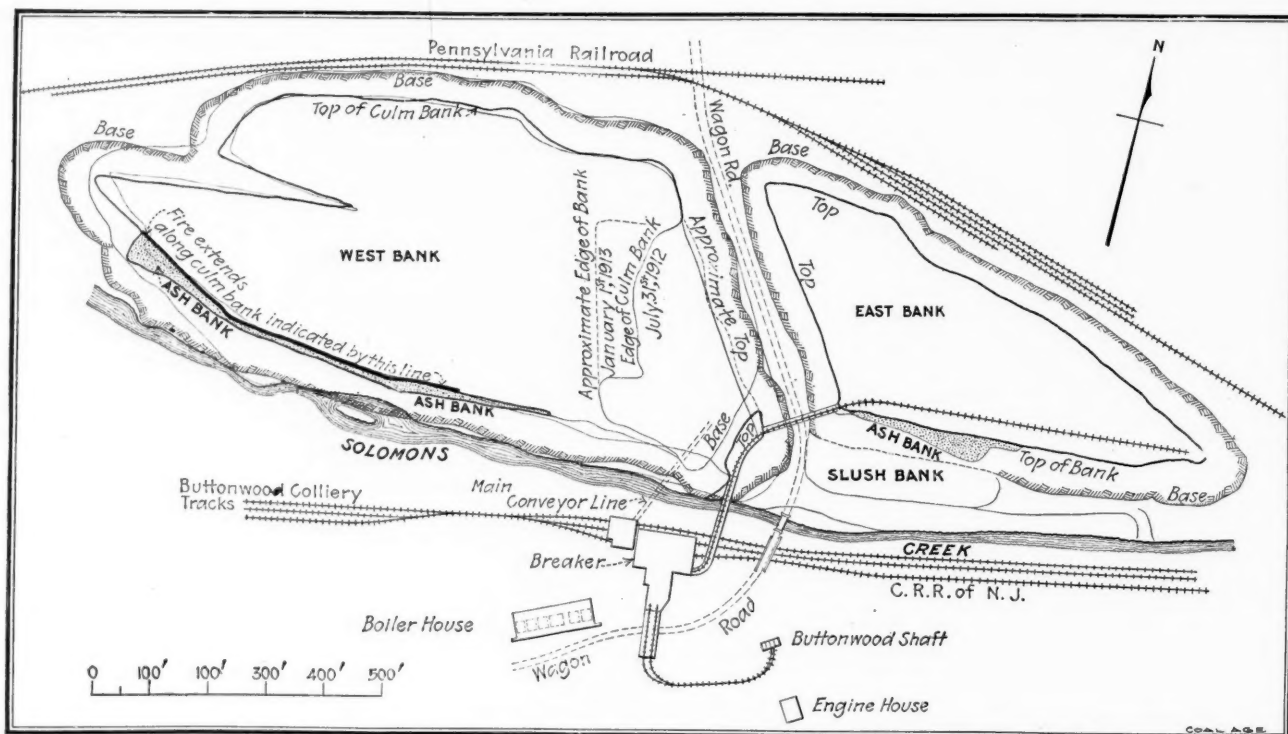 Pennsylvania Railroad
N
Base
Top of Culm Bank
Base
Wagon Rd.
Base
Top
Fire extends
along culm bank indicated by this line
WEST BANK
Approximate Edge of Bank
January 1st, 1913
Edge of Culm Bank
July, 31st, 1912
Approximate Top
Top
EAST BANK
ASH BANK
ASH BANK
Base
Top
ASH BANK
Top of Bank
SLUSH BANK
Base
SOLOMONS
CREEK
Buttonwood Colliery
Tracks
Main
Conveyor Line
Breaker
C.R.R. of N.J.
Boiler House
Wagon
Road
Buttonwood Shaft
Engine House
0 100' 100' 300' 400' 500'
COAL AGE